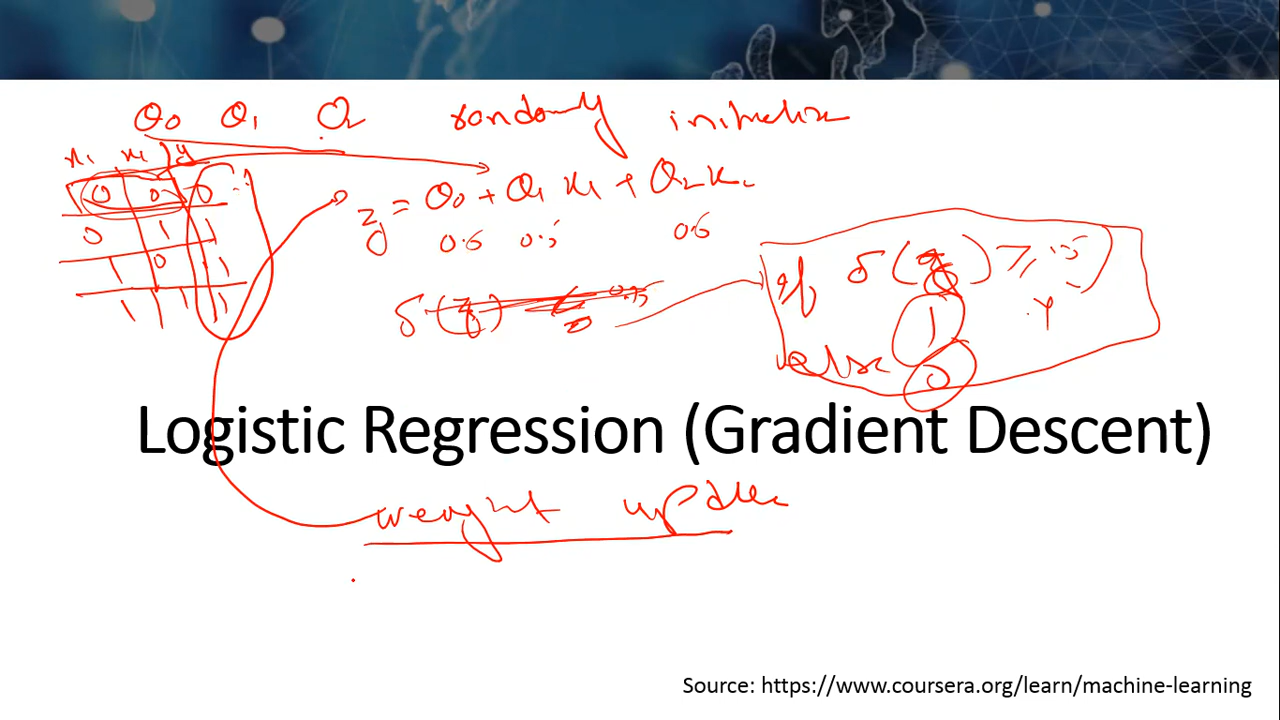 θ0 θ1 θ2 randomly initialize
x1 x2 y
0 0 0
0 1 1
1 0 1
1 1 1
z = θ0 + θ1 x1 + θ2 x2
0.6 0.5 0.6
δ(z)
if δ(z) ≥ .5
1
else 0
Logistic Regression (Gradient Descent)
weight update
Source: https://www.coursera.org/learn/machine-learning